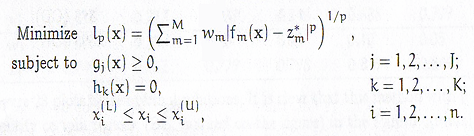 Minimize l_p(x) = (∑_{m=1}^{M} w_m|f_m(x) − z*_m|^p)^{1/p},
subject to g_j(x) ≥ 0, j = 1, 2, ..., J;
h_k(x) = 0, k = 1, 2, ..., K;
x_i^{(L)} ≤ x_i ≤ x_i^{(U)}, i = 1, 2, ..., n.